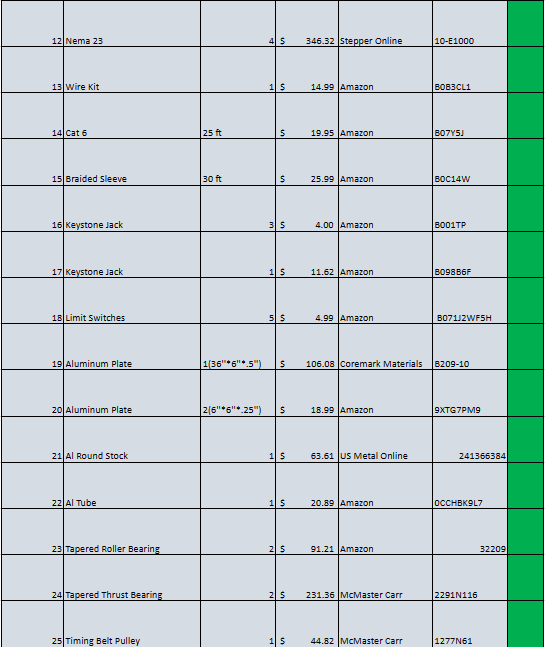 12 Nema 23 4 $ 346.32 Stepper Online 10-E1000
13 Wire Kit 1 $ 14.99 Amazon B0B3CL1
14 Cat 6 25 ft $ 19.95 Amazon B07Y5J
15 Braided Sleeve 30 ft $ 25.99 Amazon B0C14W
16 Keystone Jack 3 $ 4.00 Amazon B001TP
17 Keystone Jack 1 $ 11.62 Amazon B098B6F
18 Limit Switches 5 $ 4.99 Amazon B071J2WF5H
19 Aluminum Plate 1(36"*6"*.5") $ 106.08 Coremark Materials B209-10
20 Aluminum Plate 2(6"*6"*.25") $ 18.99 Amazon 9XTG7PM9
21 Al Round Stock 1 $ 63.61 US Metal Online 241366384
22 Al Tube 1 $ 20.89 Amazon 0CCHBK9L7
23 Tapered Roller Bearing 2 $ 91.21 Amazon 32209
24 Tapered Thrust Bearing 2 $ 231.36 McMaster Carr 2291N116
25 Timing Belt Pulley 1 $ 44.82 McMaster Carr 1277N61